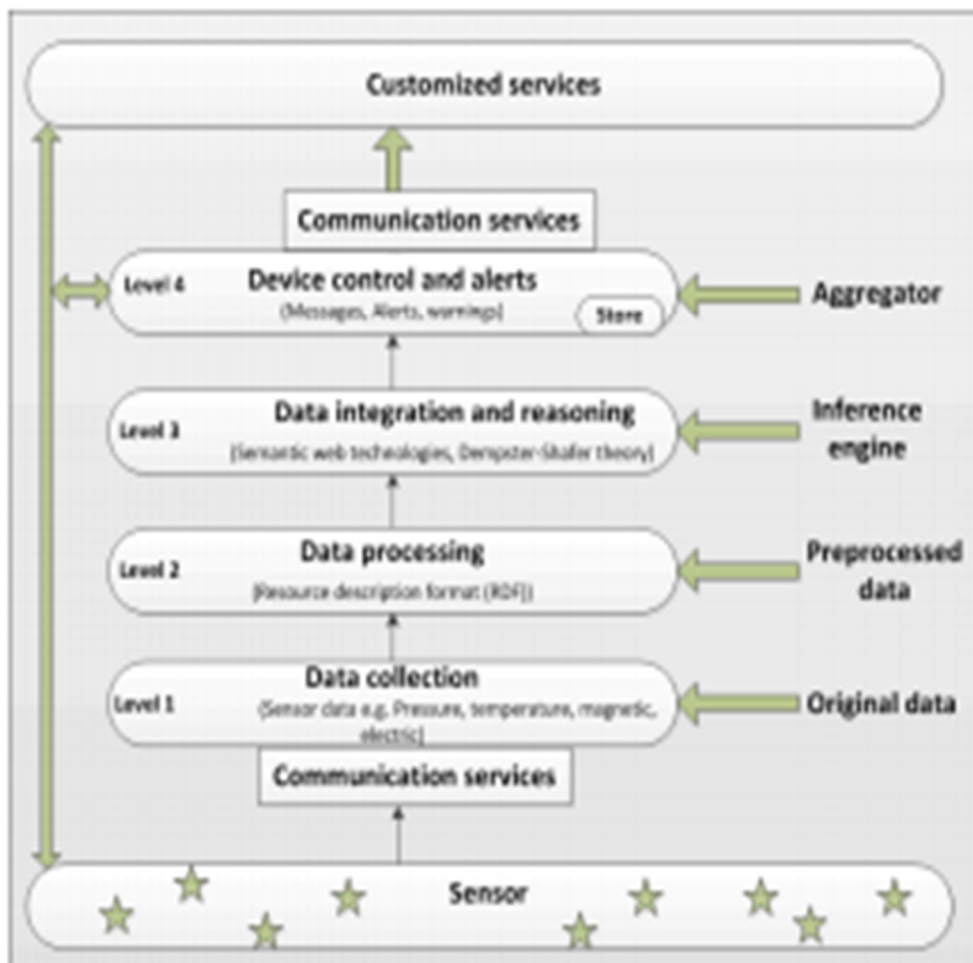 Customized services
Communication services
Level 4
Device control and alerts
(Messages, Alerts, warnings)
Store
Aggregator
Level 3
Data integration and reasoning
(Semantic web technologies, Dempster-Shafer theory)
Inference
engine
Level 2
Data processing
(Resource description format (RDF))
Preprocessed
data
Level 1
Data collection
(Sensor data e.g. Pressure, temperature, magnetic,
electric)
Original data
Communication services
Sensor